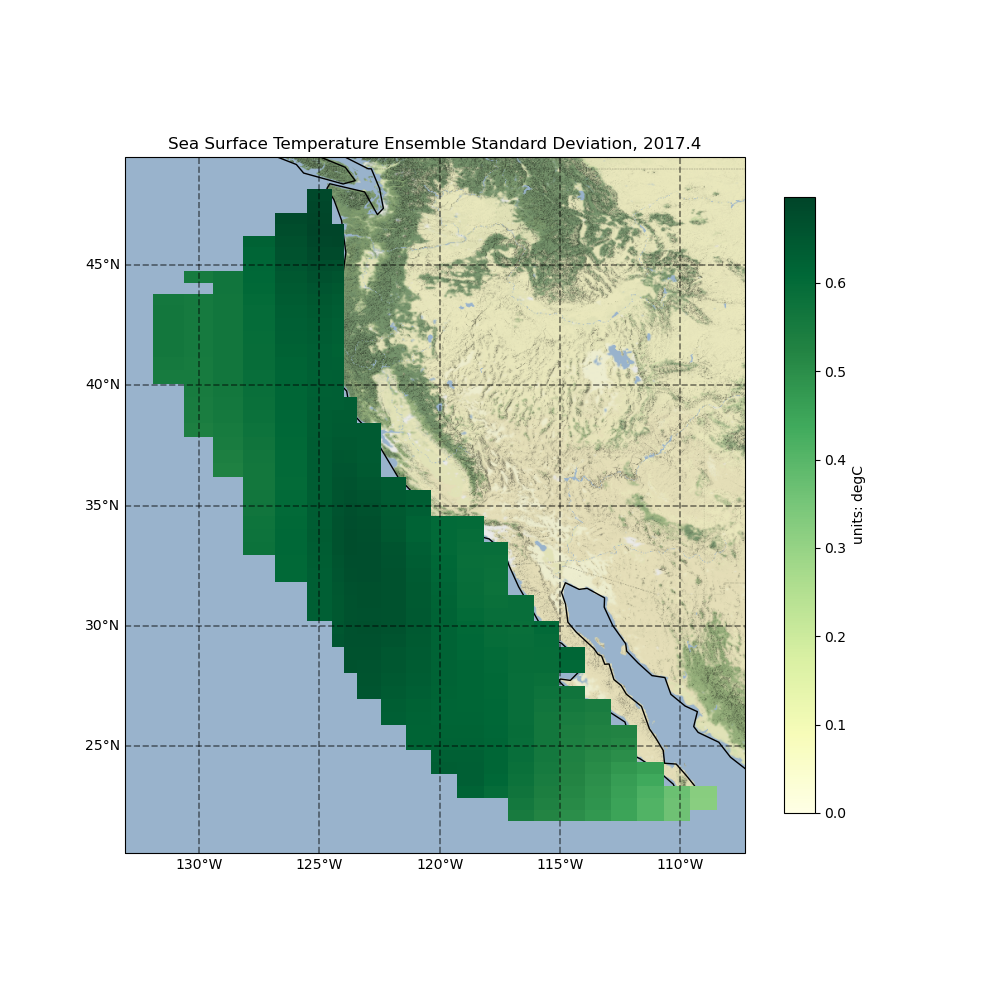 Sea Surface Temperature Ensemble Standard Deviation, 2017.4
45°N
40°N
35°N
30°N
25°N
130°W
125°W
120°W
115°W
110°W
0.6
0.5
0.4
0.3
0.2
0.1
0.0
units: degC